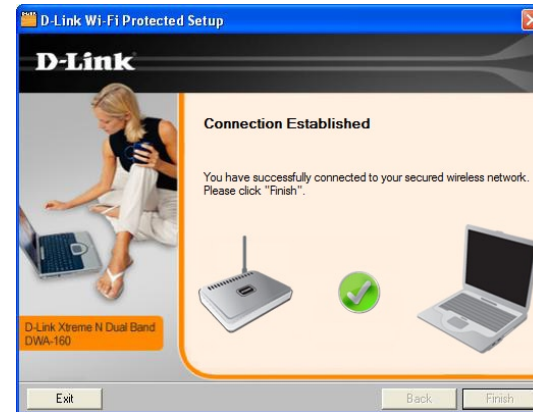 D-Link Wi-Fi Protected Setup
D-Link
Connection Established
You have successfully connected to your secured wireless network.
Please click "Finish".
D-Link Xtreme N Dual Band
DWA-160
Exit
Back
Finish